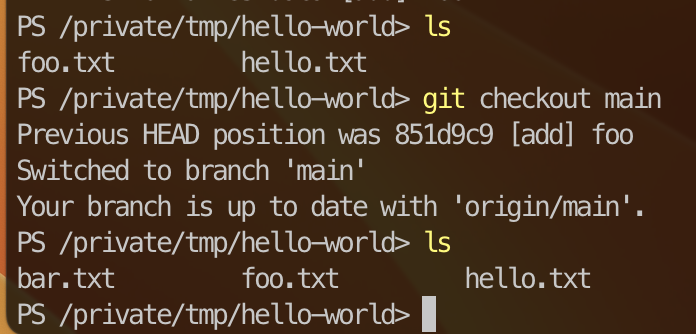 PS /private/tmp/hello-world> ls
foo.txt hello.txt
PS /private/tmp/hello-world> git checkout main
Previous HEAD position was 851d9c9 [add] foo
Switched to branch 'main'
Your branch is up to date with 'origin/main'.
PS /private/tmp/hello-world> ls
bar.txt foo.txt hello.txt
PS /private/tmp/hello-world>